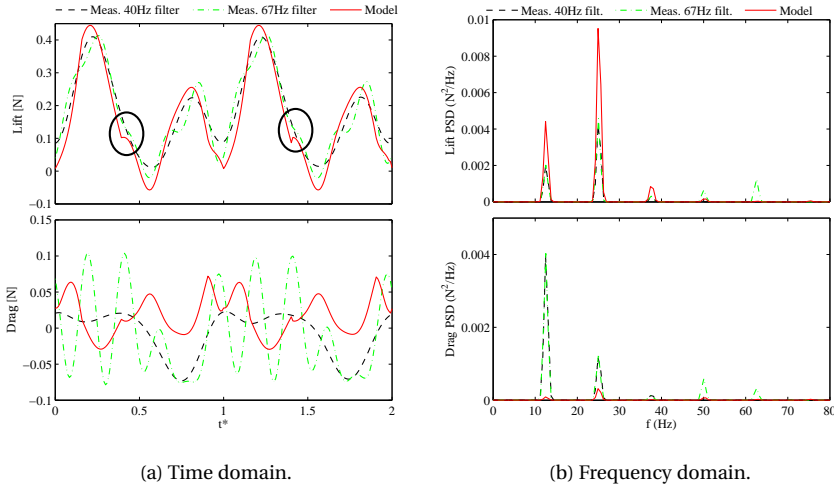 Meas. 40Hz filter Meas. 67Hz filter Model
0.4
0.3
0.2
0.1
0
−0.1
Lift [N]
0.15
0.1
0.05
0
−0.05
−0.1
Drag [N]
0 0.5 1 1.5 2
t*
(a) Time domain.
Meas. 40Hz filt. Meas. 67Hz filt. Model
0.01
0.008
0.006
0.004
0.002
0
Lift PSD (N²/Hz)
0.004
0.002
0
Drag PSD (N²/Hz)
0 10 20 30 40 50 60 70 80
f (Hz)
(b) Frequency domain.